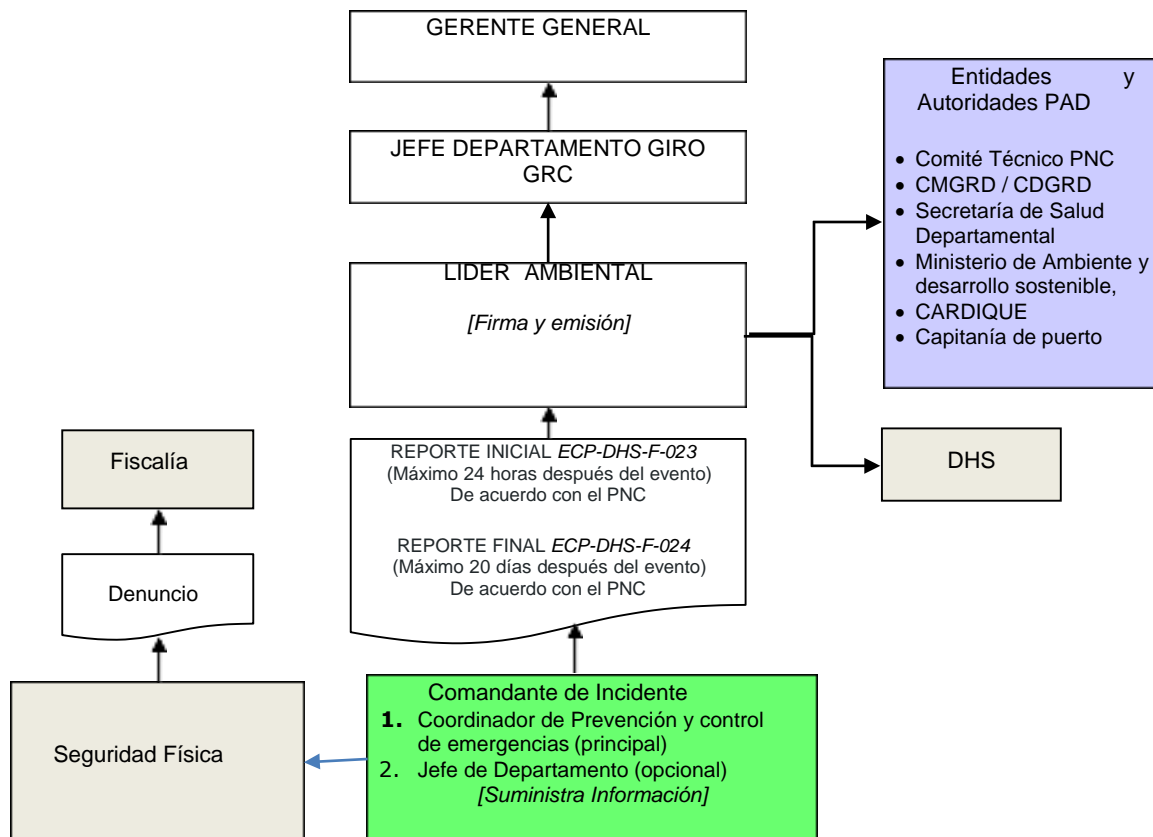 GERENTE GENERAL
JEFE DEPARTAMENTO GIRO
GRC
LIDER AMBIENTAL
[Firma y emisión]
Entidades y
Autoridades PAD
• Comité Técnico PNC
• CMGRD / CDGRD
• Secretaría de Salud
Departamental
• Ministerio de Ambiente y
desarrollo sostenible,
• CARDIQUE
• Capitanía de puerto
DHS
REPORTE INICIAL ECP-DHS-F-023
(Máximo 24 horas después del evento)
De acuerdo con el PNC
REPORTE FINAL ECP-DHS-F-024
(Máximo 20 días después del evento)
De acuerdo con el PNC
Fiscalía
Denuncio
Seguridad Física
Comandante de Incidente
1. Coordinador de Prevención y control
de emergencias (principal)
2. Jefe de Departamento (opcional)
[Suministra Información]